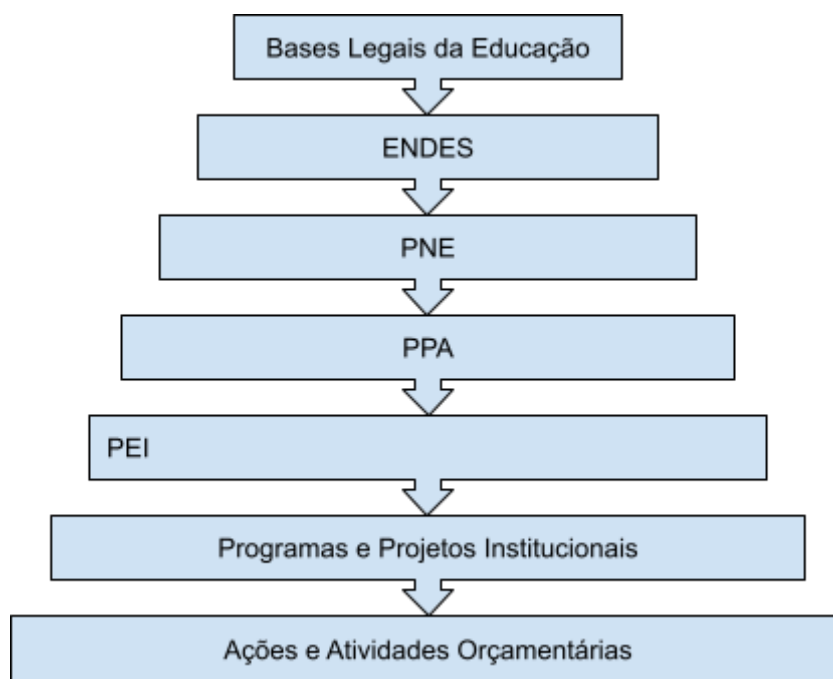 Bases Legais da Educação
ENDES
PNE
PPA
PEI
Programas e Projetos Institucionais
Ações e Atividades Orçamentárias